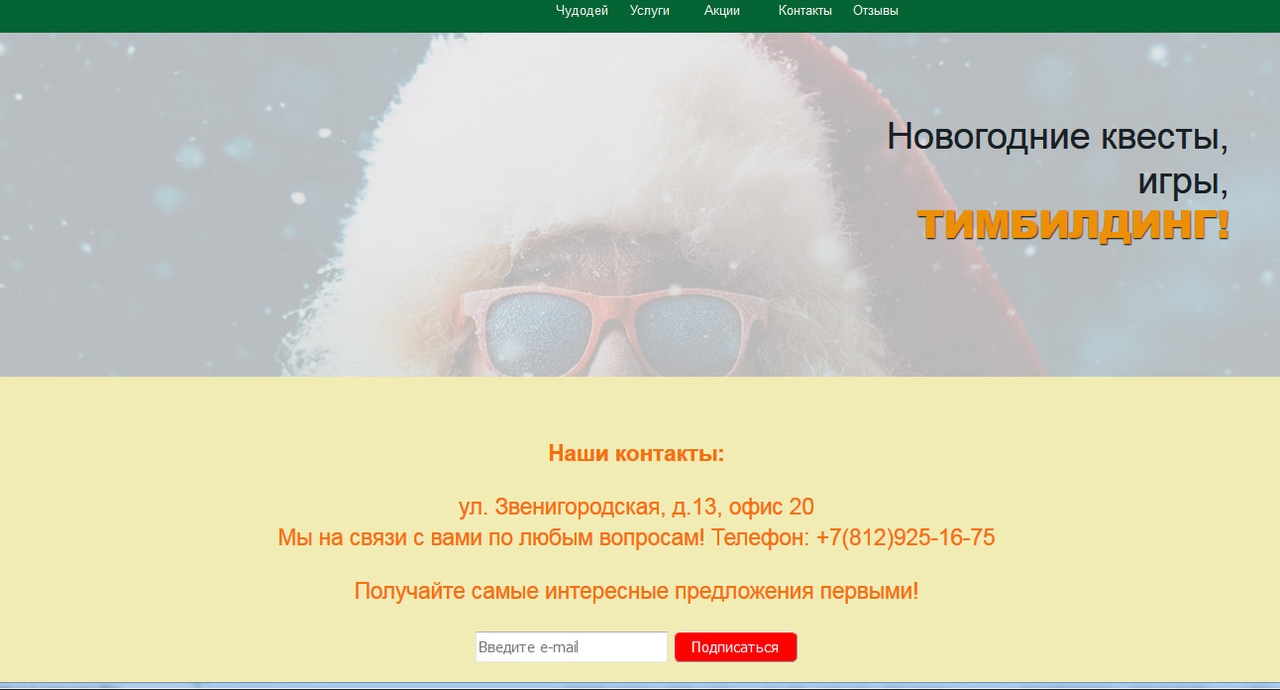 Чудодей Услуги Акции Контакты Отзывы
Новогодние квесты,
игры,
ТИМБИЛДИНГ!
Наши контакты:
ул. Звенигородская, д.13, офис 20
Мы на связи с вами по любым вопросам! Телефон: +7(812)925-16-75
Получайте самые интересные предложения первыми!
Введите e-mail Подписаться